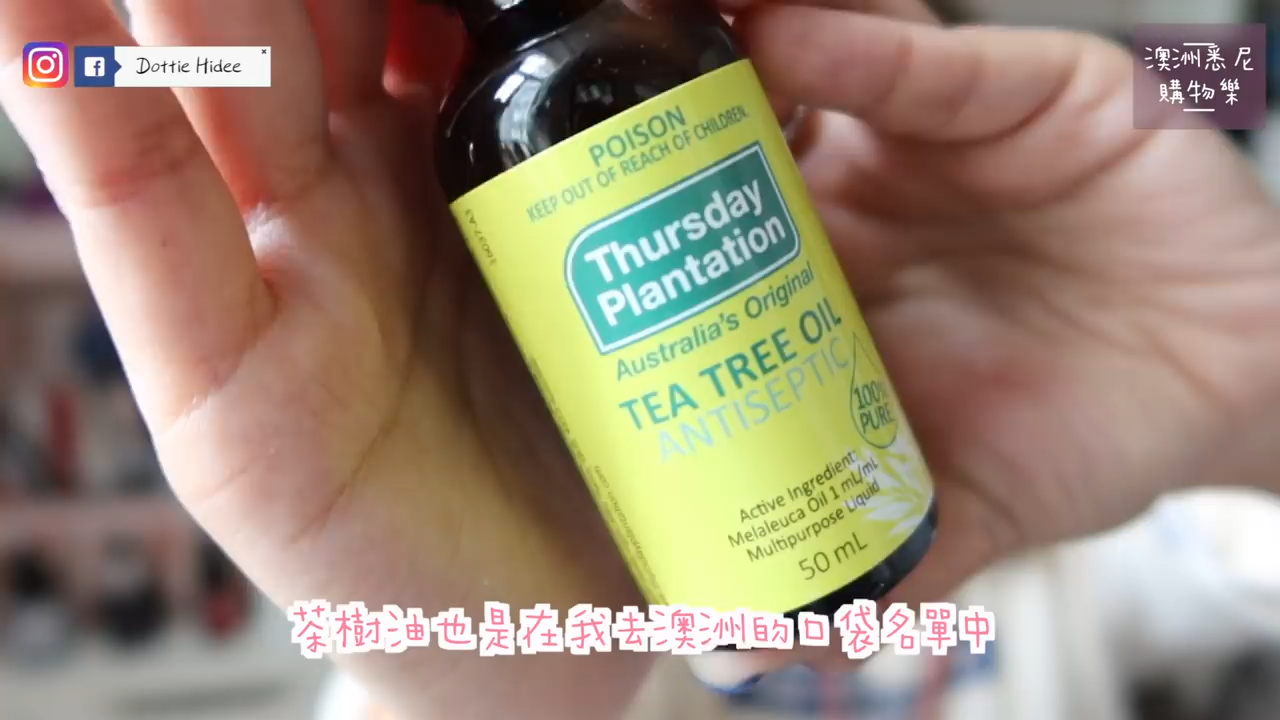 Dottie Hidee
澳洲悉尼
購物樂
POISON
KEEP OUT OF REACH OF CHILDREN
Thursday
Plantation
Australia's Original
TEA TREE OIL
ANTISEPTIC
100%
PURE
Active Ingredient:
Melaleuca Oil 1 mL/mL
Multipurpose Liquid
50 mL
茶樹油也是在我去澳洲的口袋名單中